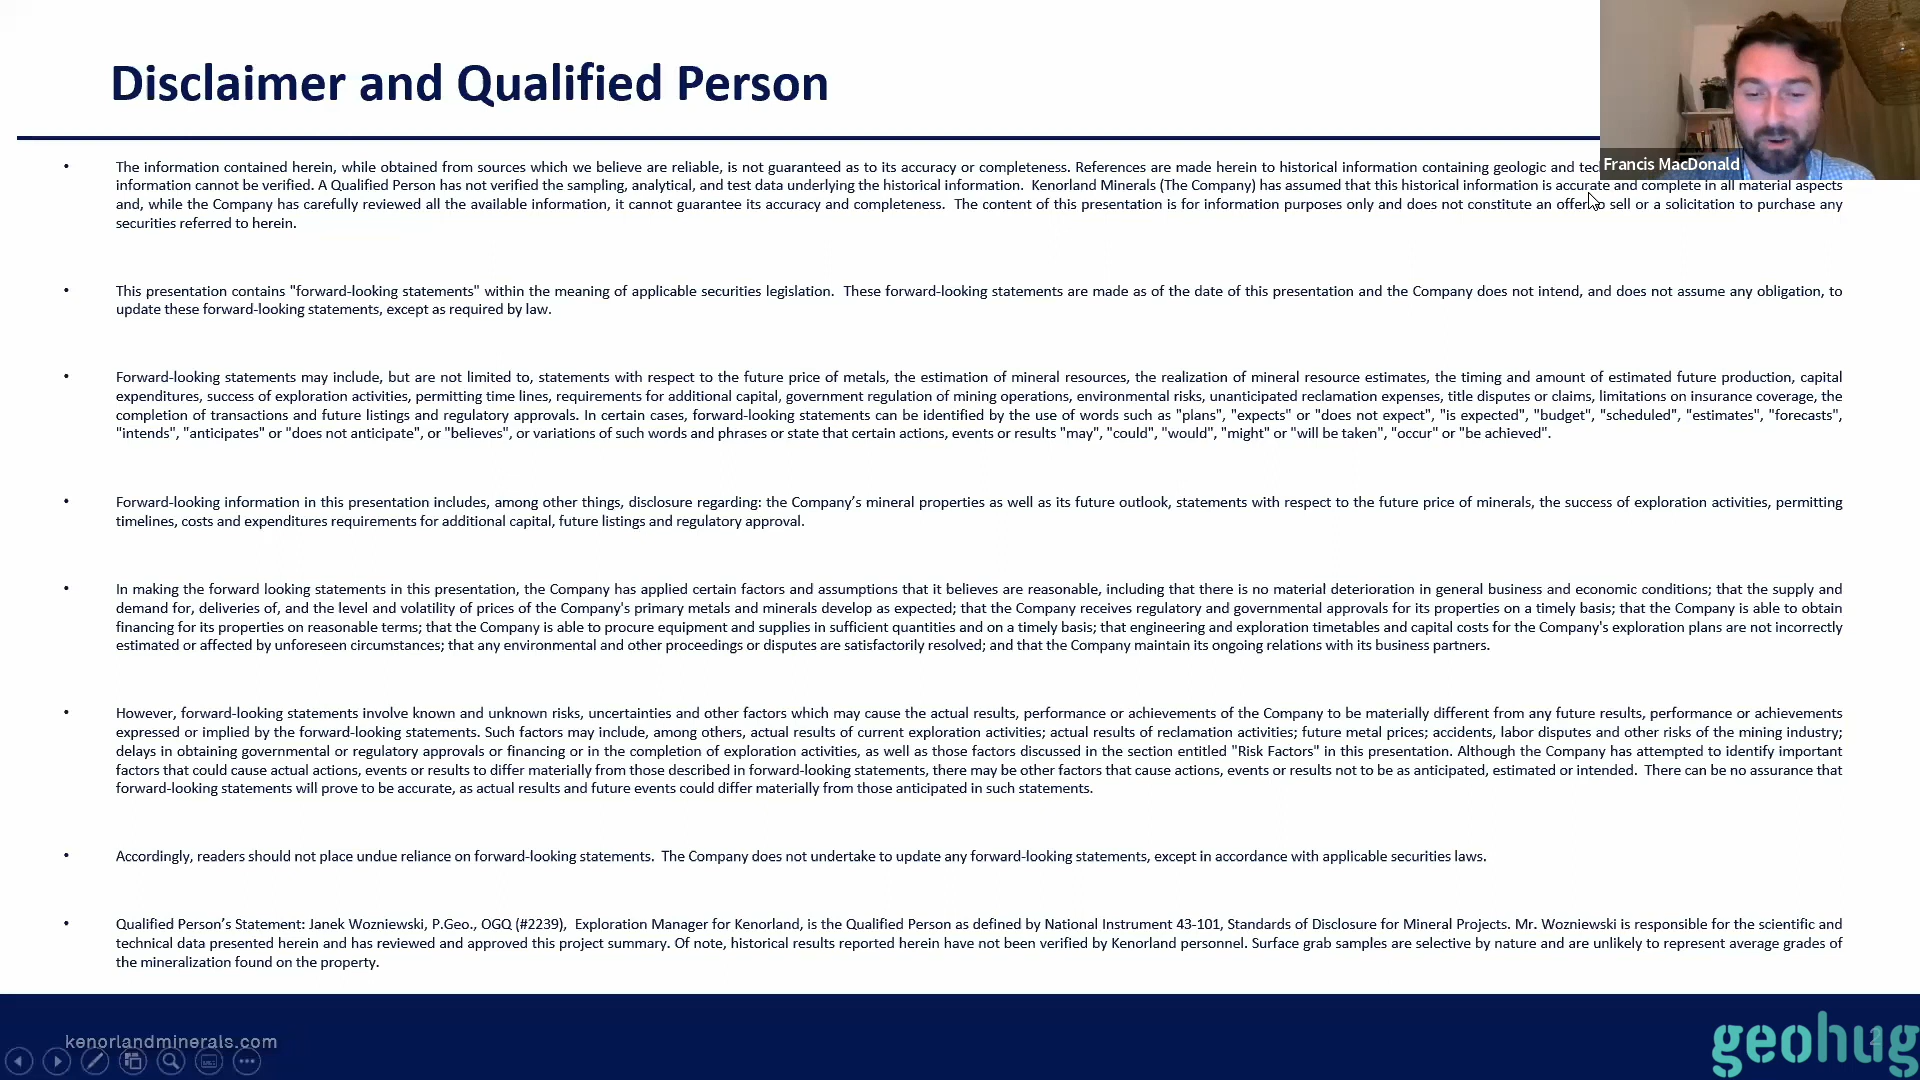 Disclaimer and Qualified Person
Francis MacDonald
• The information contained herein, while obtained from sources which we believe are reliable, is not guaranteed as to its accuracy or completeness. References are made herein to historical information containing geologic and
information cannot be verified. A Qualified Person has not verified the sampling, analytical, and test data underlying the historical information. Kenorland Minerals (The Company) has assumed that this historical information is accurate and complete in all material aspects
and, while the Company has carefully reviewed all the available information, it cannot guarantee its accuracy and completeness. The content of this presentation is for information purposes only and does not constitute an offer to sell or a solicitation to purchase any
securities referred to herein.
• This presentation contains "forward-looking statements" within the meaning of applicable securities legislation. These forward-looking statements are made as of the date of this presentation and the Company does not intend, and does not assume any obligation, to
update these forward-looking statements, except as required by law.
• Forward-looking statements may include, but are not limited to, statements with respect to the future price of metals, the estimation of mineral resources, the realization of mineral resource estimates, the timing and amount of estimated future production, capital
expenditures, success of exploration activities, permitting time lines, requirements for additional capital, government regulation of mining operations, environmental risks, unanticipated reclamation expenses, title disputes or claims, limitations on insurance coverage, the
completion of transactions and future listings and regulatory approvals. In certain cases, forward-looking statements can be identified by the use of words such as "plans", "expects" or "does not expect", "is expected", "budget", "scheduled", "estimates", "forecasts",
"intends", "anticipates" or "does not anticipate", or "believes", or variations of such words and phrases or state that certain actions, events or results "may", "could", "would", "might" or "will be taken", "occur" or "be achieved".
• Forward-looking information in this presentation includes, among other things, disclosure regarding: the Company’s mineral properties as well as its future outlook, statements with respect to the future price of minerals, the success of exploration activities, permitting
timelines, costs and expenditures requirements for additional capital, future listings and regulatory approval.
• In making the forward looking statements in this presentation, the Company has applied certain factors and assumptions that it believes are reasonable, including that there is no material deterioration in general business and economic conditions; that the supply and
demand for, deliveries of, and the level and volatility of prices of the Company's primary metals and minerals develop as expected; that the Company receives regulatory and governmental approvals for its properties on a timely basis; that the Company is able to obtain
financing for its properties on reasonable terms; that the Company is able to procure equipment and supplies in sufficient quantities and on a timely basis; that engineering and exploration timetables and capital costs for the Company's exploration plans are not incorrectly
estimated or affected by unforeseen circumstances; that any environmental and other proceedings or disputes are satisfactorily resolved; and that the Company maintain its ongoing relations with its business partners.
• However, forward-looking statements involve known and unknown risks, uncertainties and other factors which may cause the actual results, performance or achievements of the Company to be materially different from any future results, performance or achievements
expressed or implied by the forward-looking statements. Such factors may include, among others, actual results of current exploration activities; actual results of reclamation activities; future metal prices; accidents, labor disputes and other risks of the mining industry;
delays in obtaining governmental or regulatory approvals or financing or in the completion of exploration activities, as well as those factors discussed in the section entitled "Risk Factors" in this presentation. Although the Company has attempted to identify important
factors that could cause actual actions, events or results to differ materially from those described in forward-looking statements, there may be other factors that cause actions, events or results not to be as anticipated, estimated or intended. There can be no assurance that
forward-looking statements will prove to be accurate, as actual results and future events could differ materially from those anticipated in such statements.
• Accordingly, readers should not place undue reliance on forward-looking statements. The Company does not undertake to update any forward-looking statements, except in accordance with applicable securities laws.
• Qualified Person’s Statement: Janek Wozniewski, P.Geo., OGQ (#2239), Exploration Manager for Kenorland, is the Qualified Person as defined by National Instrument 43-101, Standards of Disclosure for Mineral Projects. Mr. Wozniewski is responsible for the scientific and
technical data presented herein and has reviewed and approved this project summary. Of note, historical results reported herein have not been verified by Kenorland personnel. Surface grab samples are selective by nature and are unlikely to represent average grades of
the mineralization found on the property.
kenorlandminerals.com
geohug
2